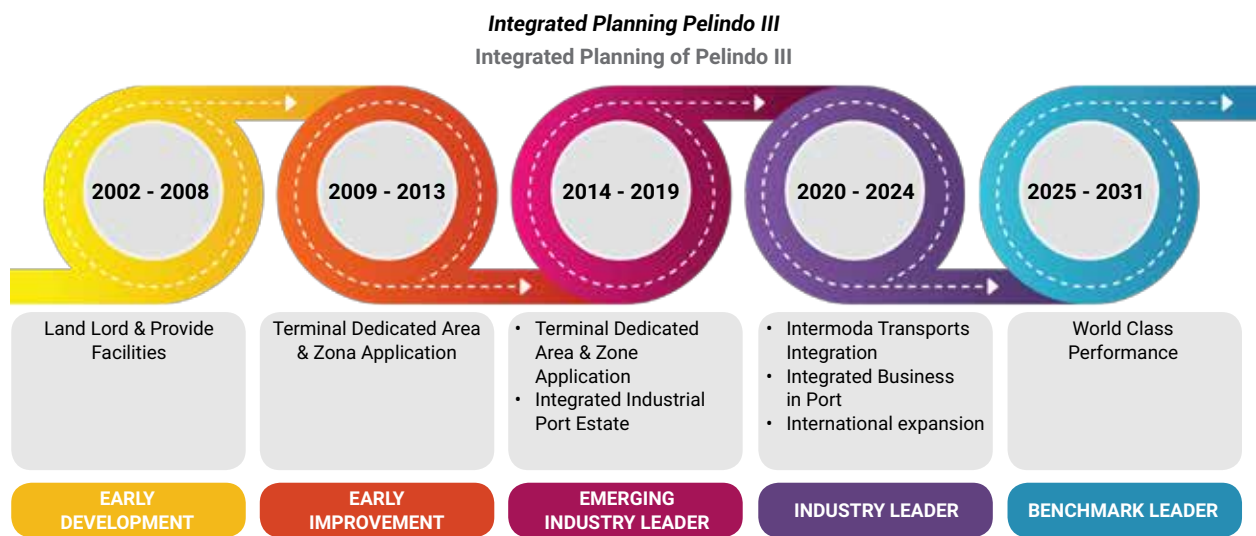 Integrated Planning Pelindo III
Integrated Planning of Pelindo III
2002 - 2008
2009 - 2013
2014 - 2019
2020 - 2024
2025 - 2031
Land Lord & Provide
Facilities
Terminal Dedicated Area
& Zona Application
• Terminal Dedicated
Area & Zone
Application
• Integrated Industrial
Port Estate
• Intermoda Transports
Integration
• Integrated Business
in Port
• International expansion
World Class
Performance
EARLY
DEVELOPMENT
EARLY
IMPROVEMENT
EMERGING
INDUSTRY LEADER
INDUSTRY LEADER
BENCHMARK LEADER